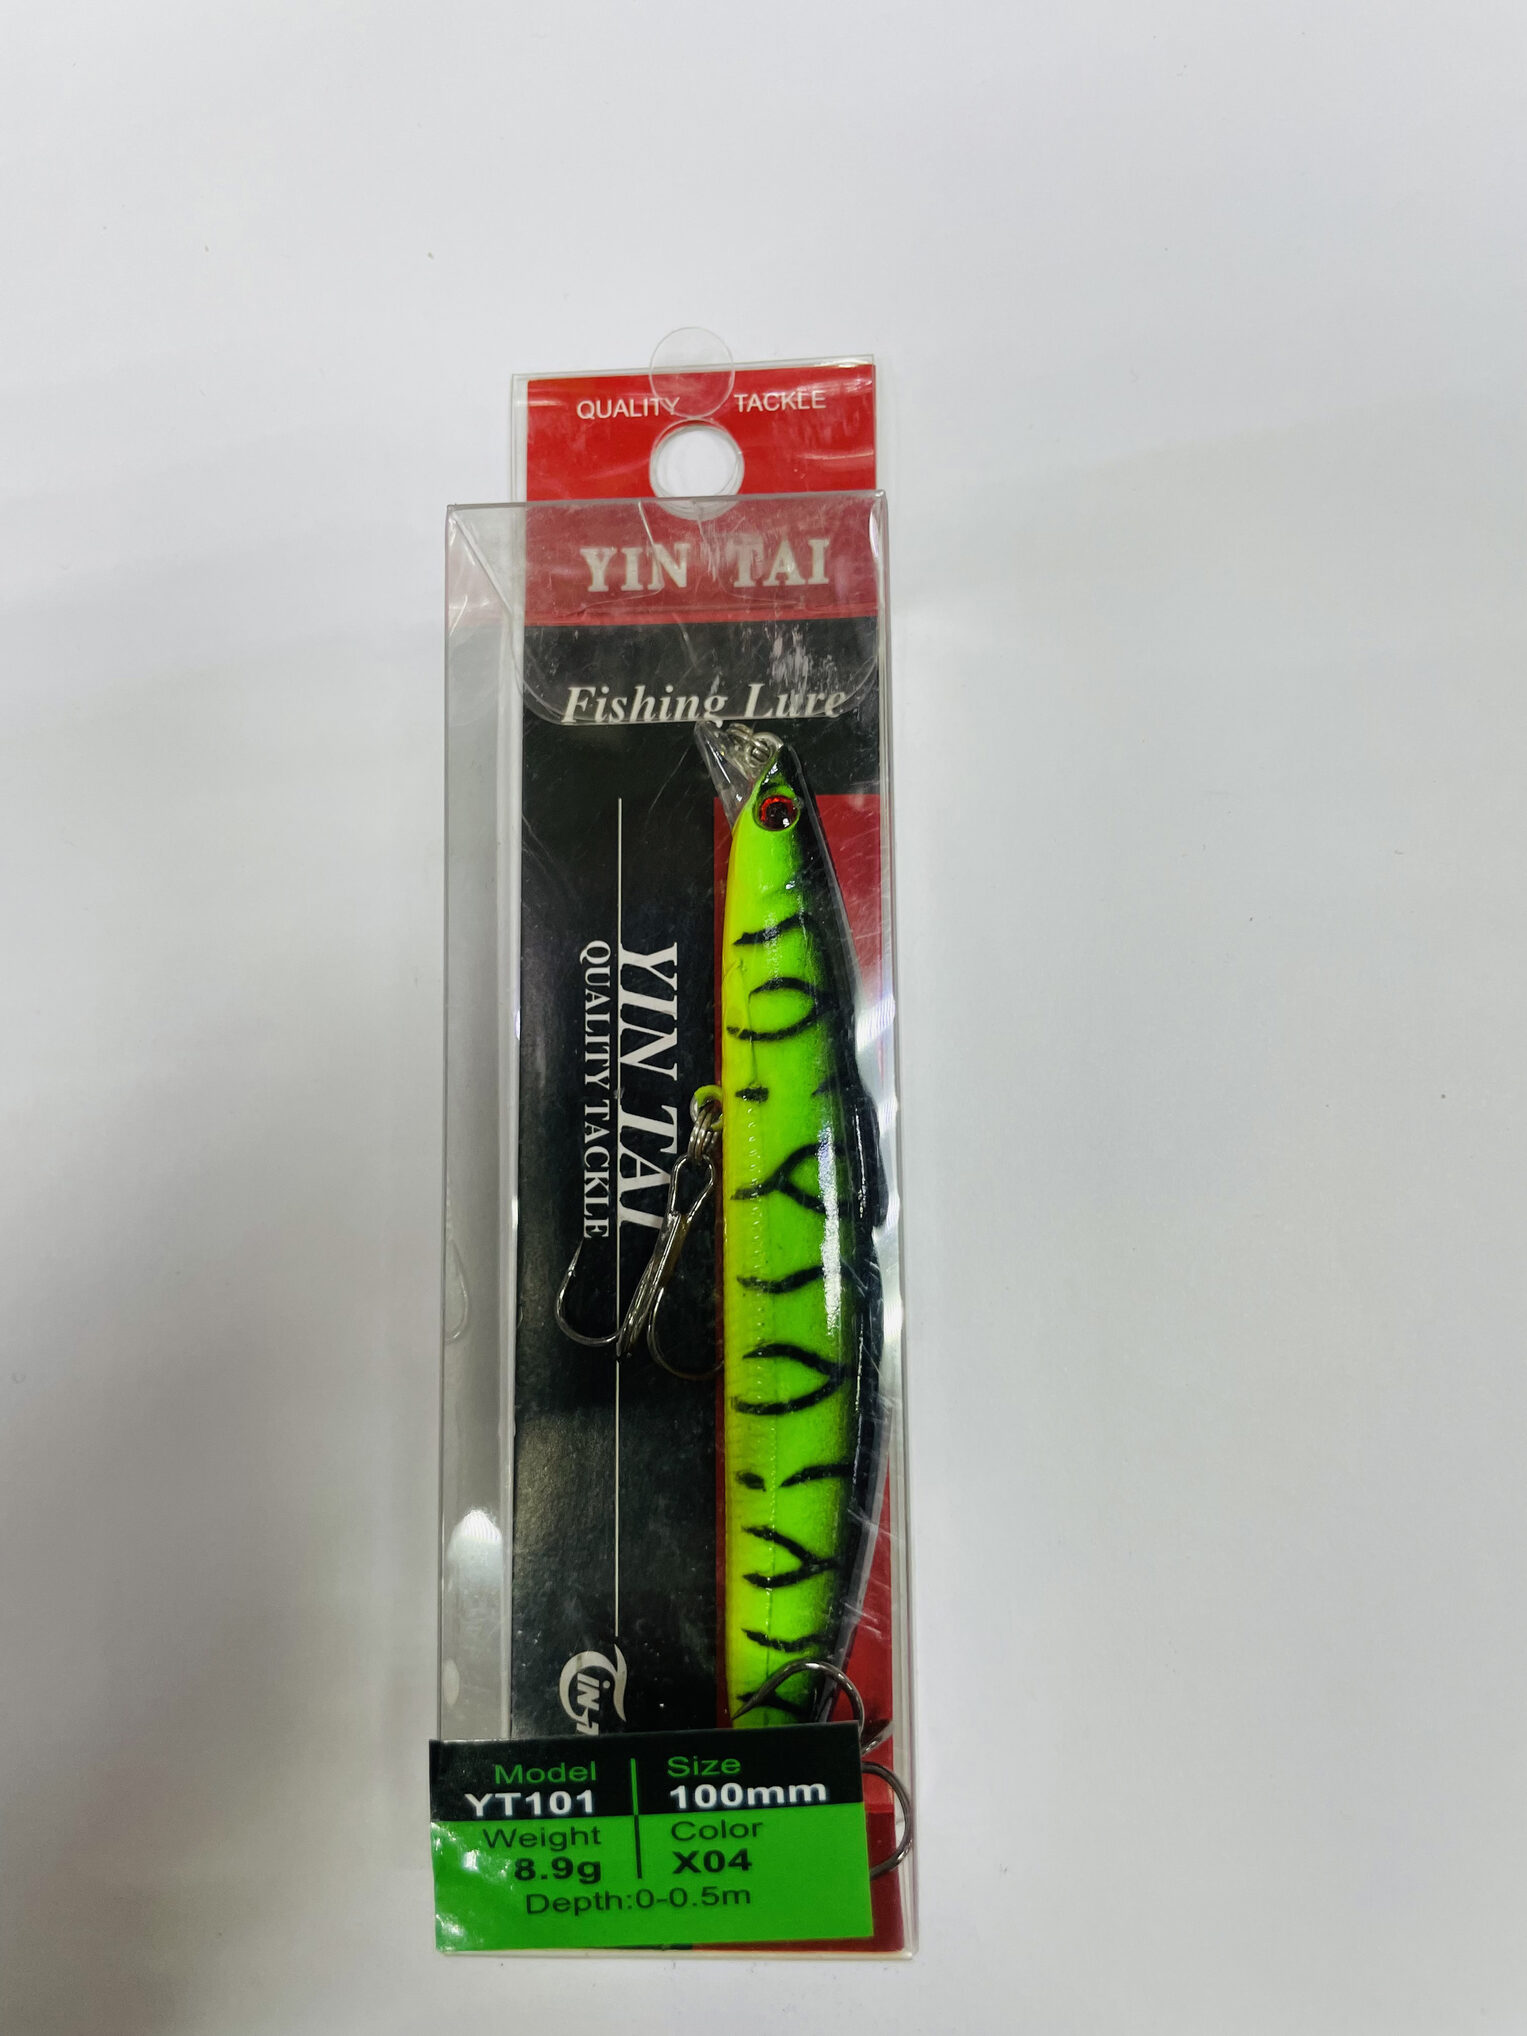 QUALITY TACKLE
YIN TAI
Fishing Lure
YIN TAI
QUALITY TACKLE
Model
YT101
Size
100mm
Weight
8.9g
Color
X04
Depth:0-0.5m